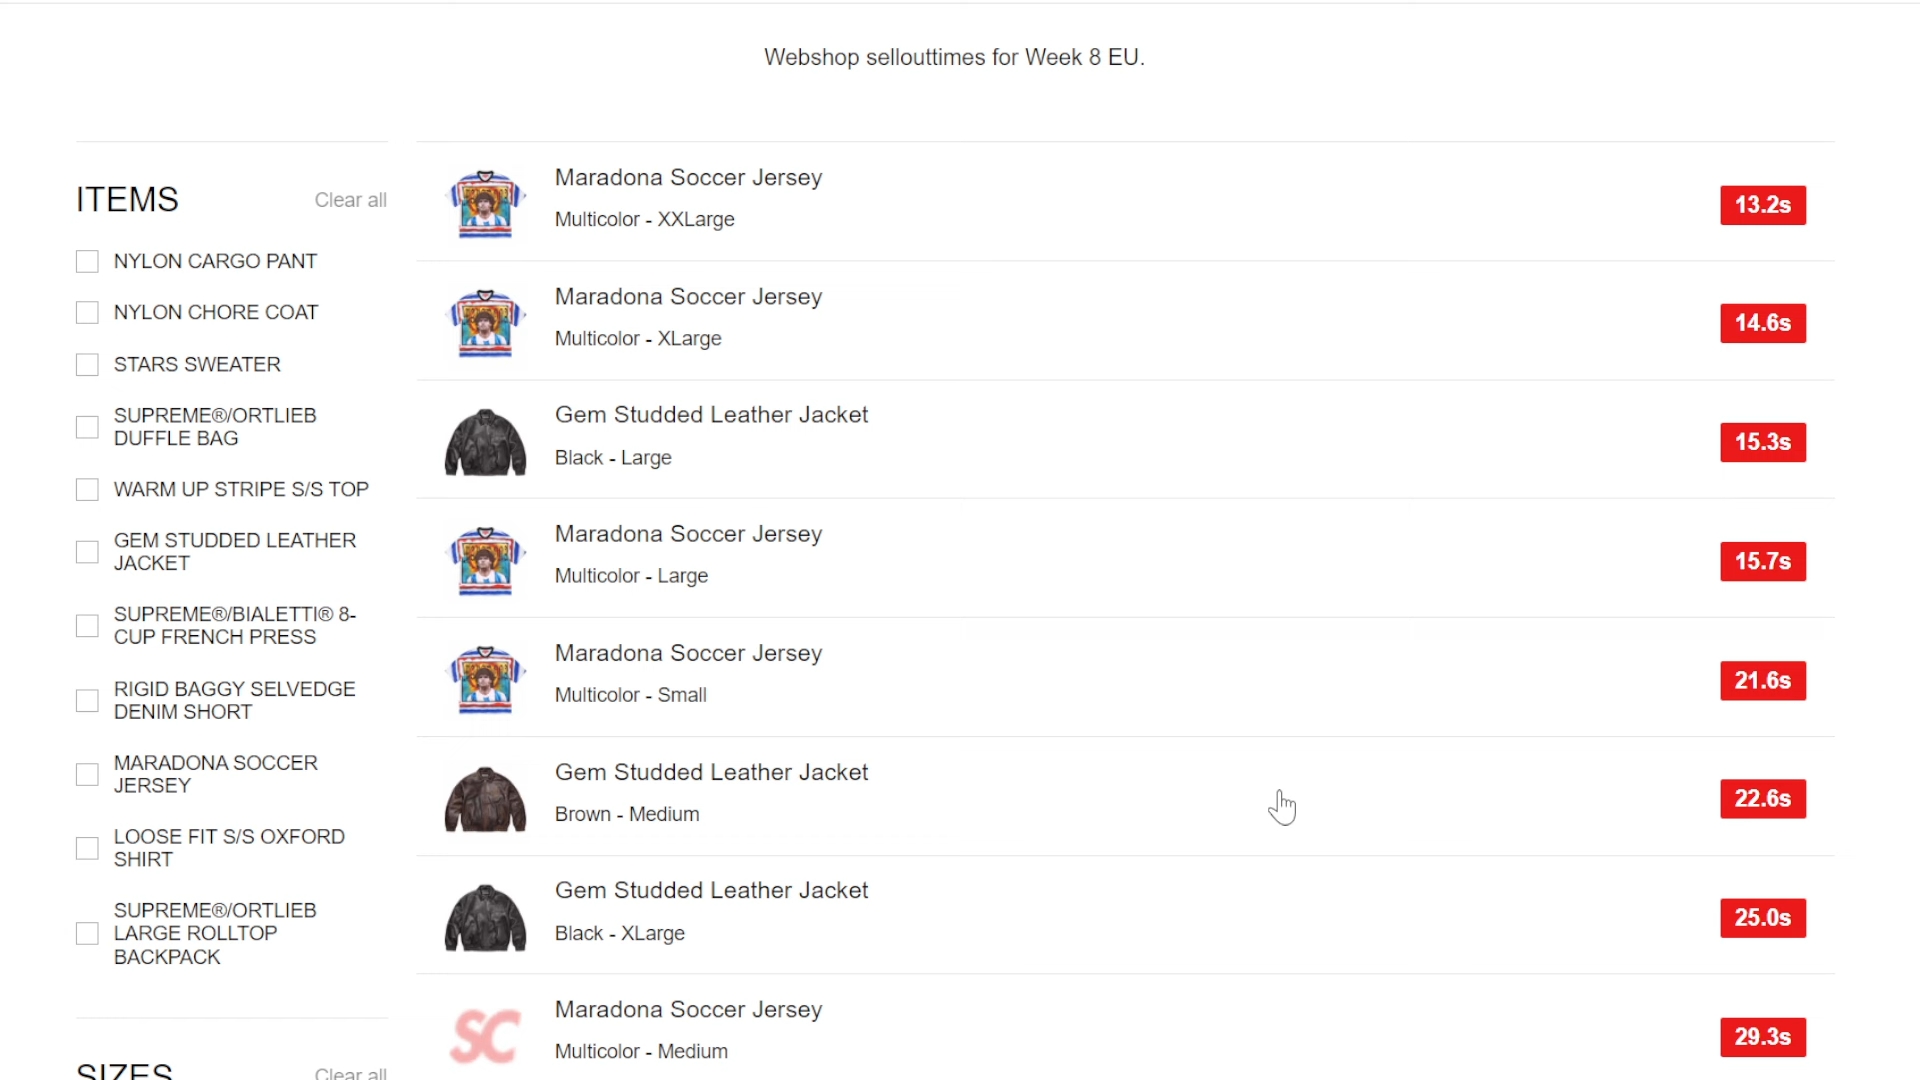 Webshop sellouttimes for Week 8 EU.
ITEMS
Clear all
NYLON CARGO PANT
NYLON CHORE COAT
STARS SWEATER
SUPREME®/ORTLIEB
DUFFLE BAG
WARM UP STRIPE S/S TOP
GEM STUDDED LEATHER
JACKET
SUPREME®/BIALETTI® 8-
CUP FRENCH PRESS
RIGID BAGGY SELVEDGE
DENIM SHORT
MARADONA SOCCER
JERSEY
LOOSE FIT S/S OXFORD
SHIRT
SUPREME®/ORTLIEB
LARGE ROLLTOP
BACKPACK
SIZES
Clear all
Maradona Soccer Jersey
Multicolor - XXLarge
13.2s
Maradona Soccer Jersey
Multicolor - XLarge
14.6s
Gem Studded Leather Jacket
Black - Large
15.3s
Maradona Soccer Jersey
Multicolor - Large
15.7s
Maradona Soccer Jersey
Multicolor - Small
21.6s
Gem Studded Leather Jacket
Brown - Medium
22.6s
Gem Studded Leather Jacket
Black - XLarge
25.0s
SC
Maradona Soccer Jersey
Multicolor - Medium
29.3s